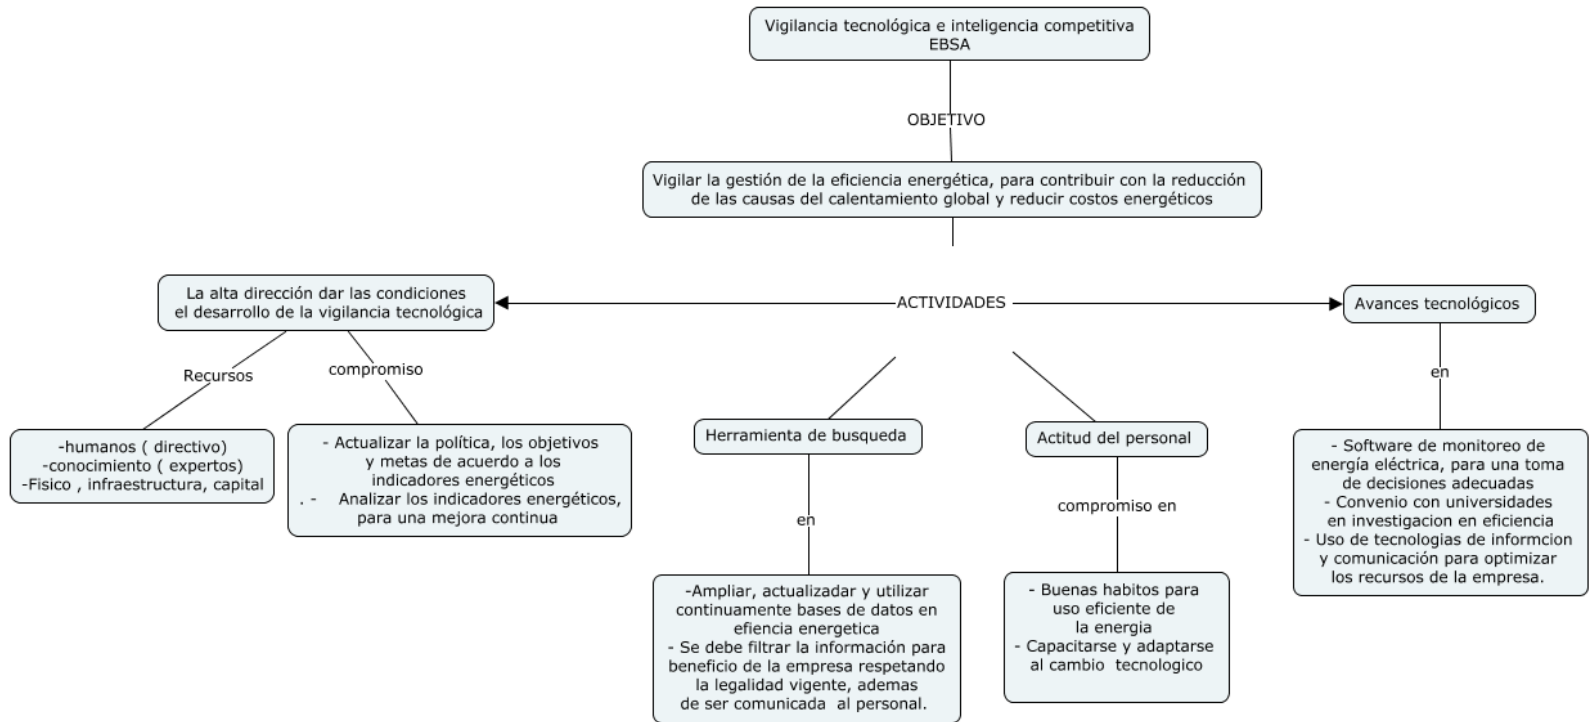 Vigilancia tecnológica e inteligencia competitiva
EBSA
OBJETIVO
Vigilar la gestión de la eficiencia energética, para contribuir con la reducción
de las causas del calentamiento global y reducir costos energéticos
ACTIVIDADES
La alta dirección dar las condiciones
el desarrollo de la vigilancia tecnológica
Recursos
-humanos ( directivo)
-conocimiento ( expertos)
-Fisico , infraestructura, capital
compromiso
- Actualizar la política, los objetivos
y metas de acuerdo a los
indicadores energéticos
. - Analizar los indicadores energéticos,
para una mejora continua
Herramienta de busqueda
en
-Ampliar, actualizadar y utilizar
continuamente bases de datos en
efiencia energetica
- Se debe filtrar la información para
beneficio de la empresa respetando
la legalidad vigente, ademas
de ser comunicada al personal.
Actitud del personal
compromiso en
- Buenas habitos para
uso eficiente de
la energia
- Capacitarse y adaptarse
al cambio tecnologico
Avances tecnológicos
en
- Software de monitoreo de
energía eléctrica, para una toma
de decisiones adecuadas
- Convenio con universidades
en investigacion en eficiencia
- Uso de tecnologias de informcion
y comunicación para optimizar
los recursos de la empresa.